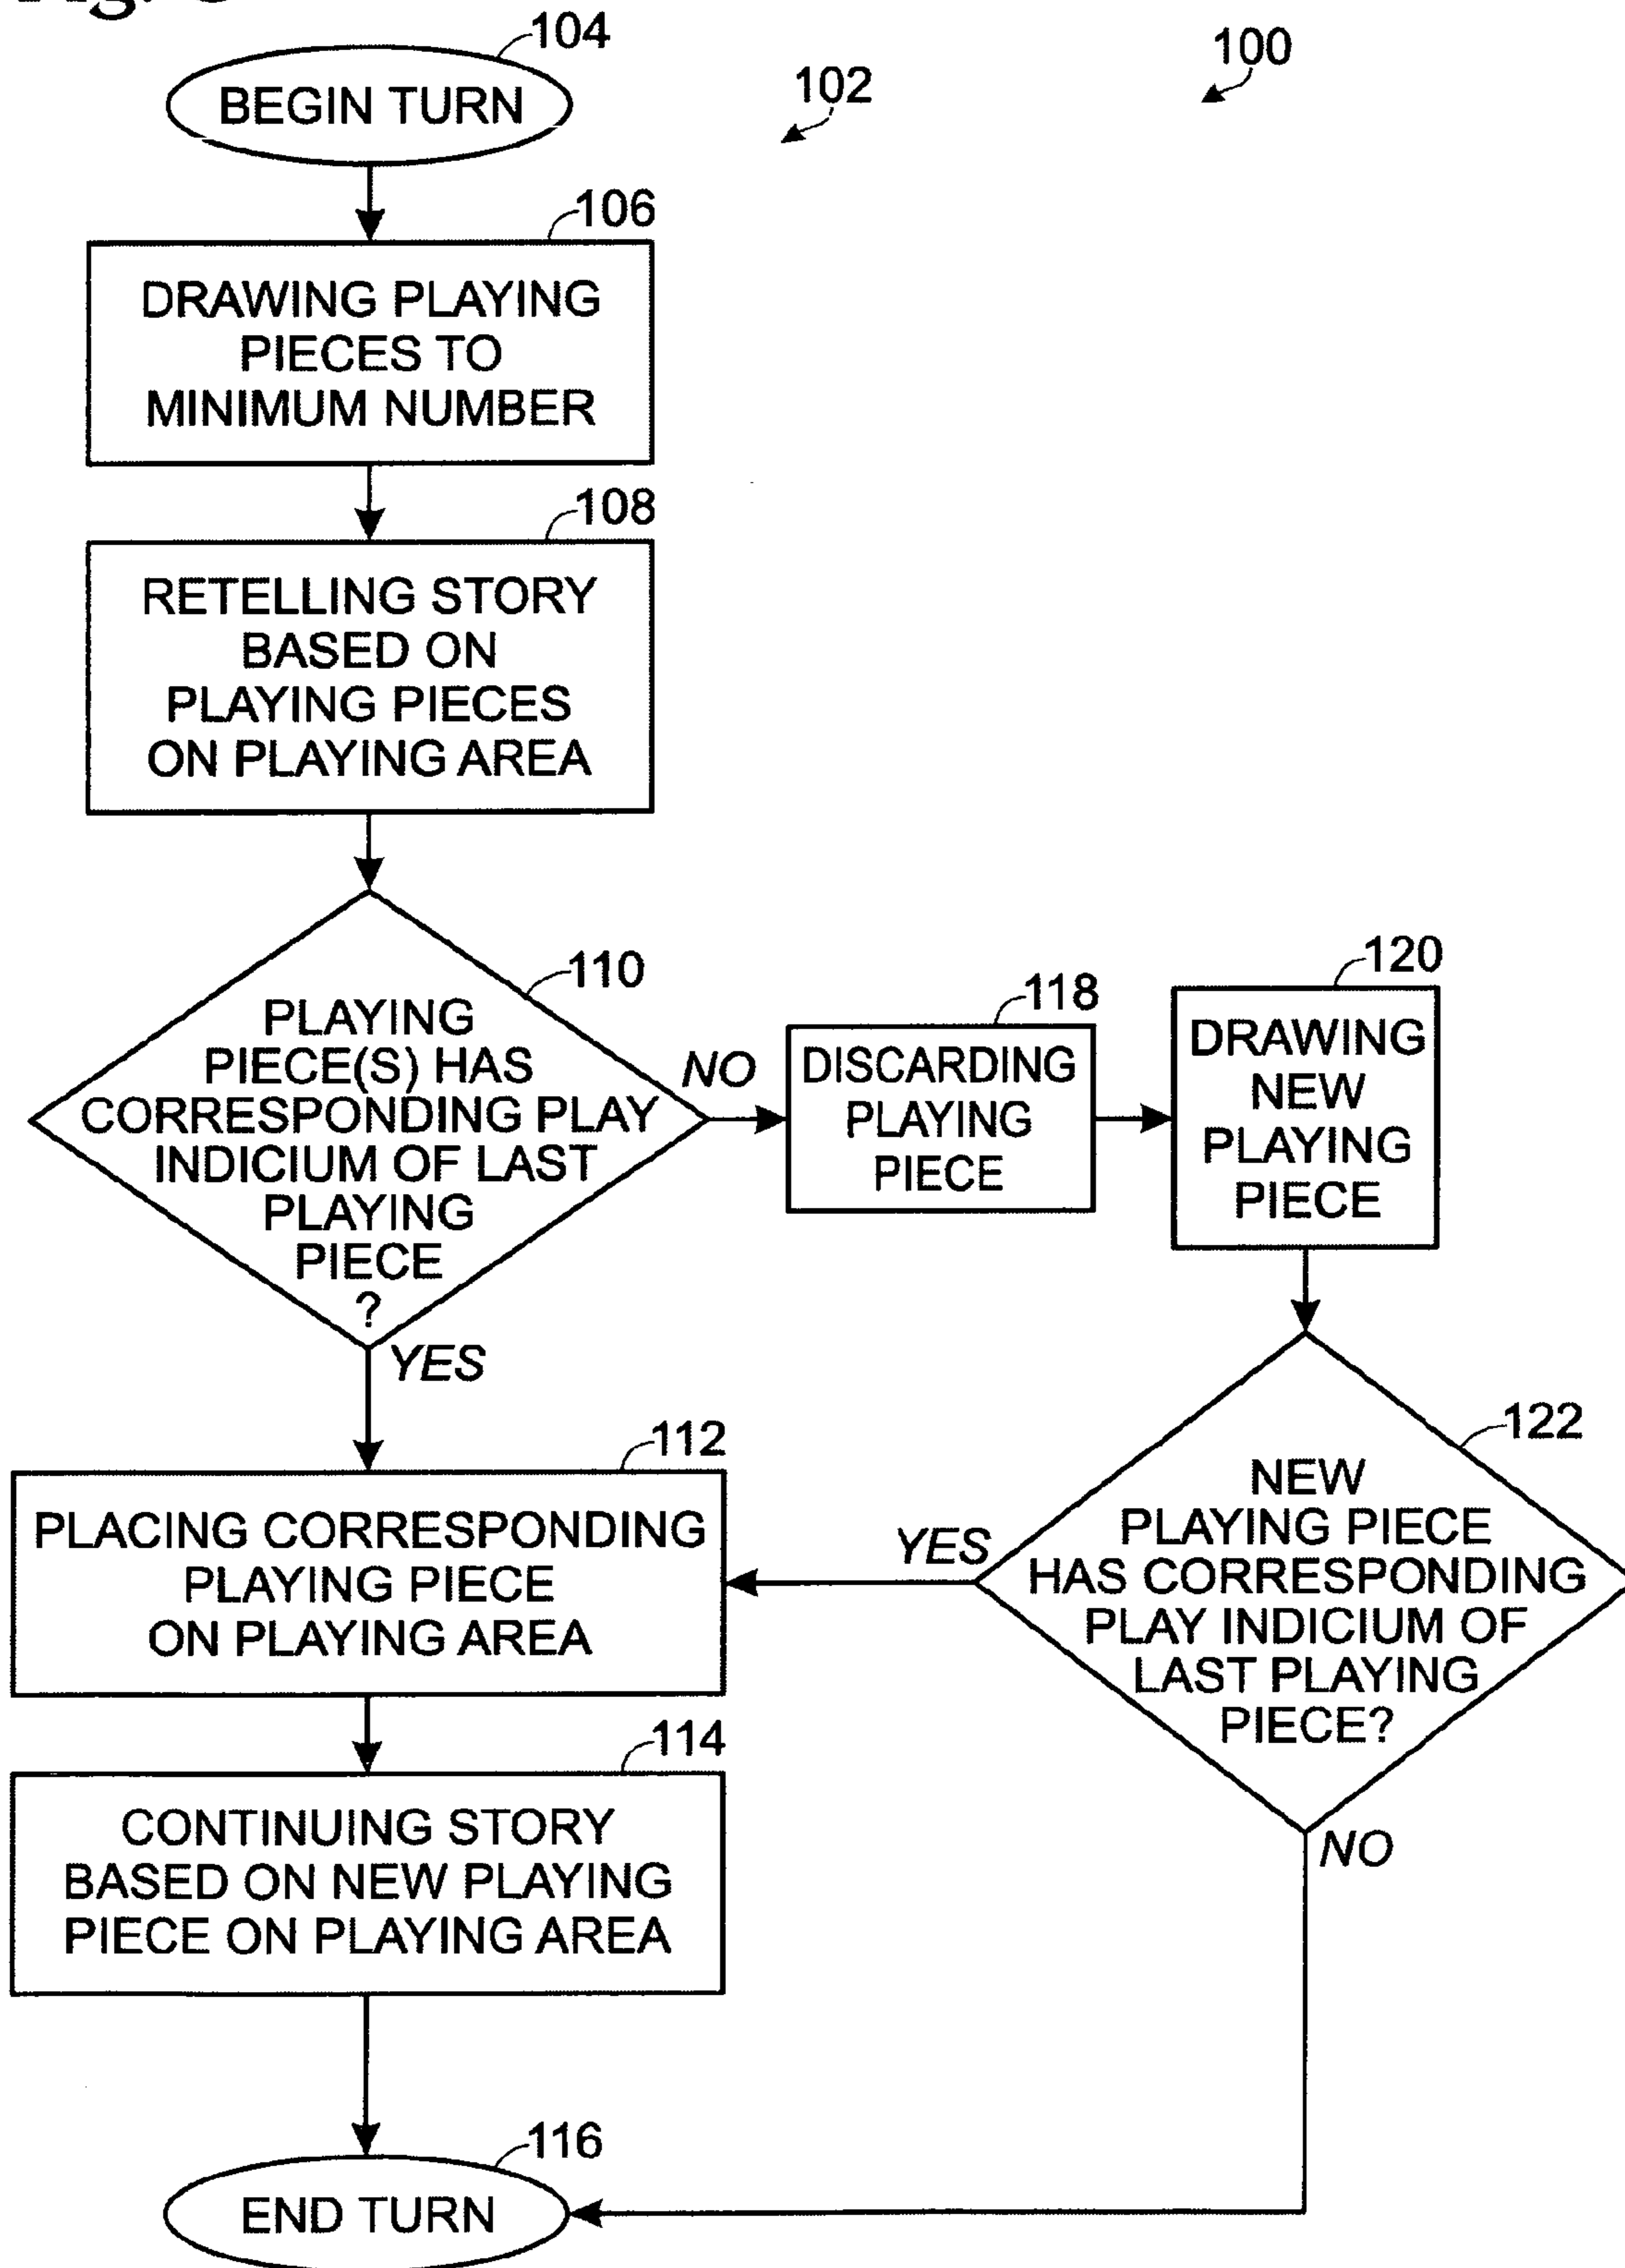 104
100
102
BEGIN TURN
106
DRAWING PLAYING
PIECES TO
MINIMUM NUMBER
108
RETELLING STORY
BASED ON
PLAYING PIECES
ON PLAYING AREA
110
PLAYING
PIECE(S) HAS
CORRESPONDING PLAY
INDICIUM OF LAST
PLAYING
PIECE
?
NO
118
DISCARDING
PLAYING
PIECE
120
DRAWING
NEW
PLAYING
PIECE
YES
112
PLACING CORRESPONDING
PLAYING PIECE
ON PLAYING AREA
122
NEW
PLAYING PIECE
HAS CORRESPONDING
PLAY INDICIUM OF
LAST PLAYING
PIECE?
YES
NO
114
CONTINUING STORY
BASED ON NEW PLAYING
PIECE ON PLAYING AREA
116
END TURN